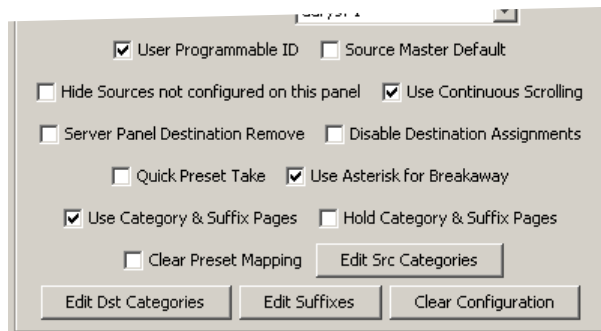 User Programmable ID Source Master Default
Hide Sources not configured on this panel Use Continuous Scrolling
Server Panel Destination Remove Disable Destination Assignments
Quick Preset Take Use Asterisk for Breakaway
Use Category & Suffix Pages Hold Category & Suffix Pages
Clear Preset Mapping Edit Src Categories
Edit Dst Categories Edit Suffixes Clear Configuration